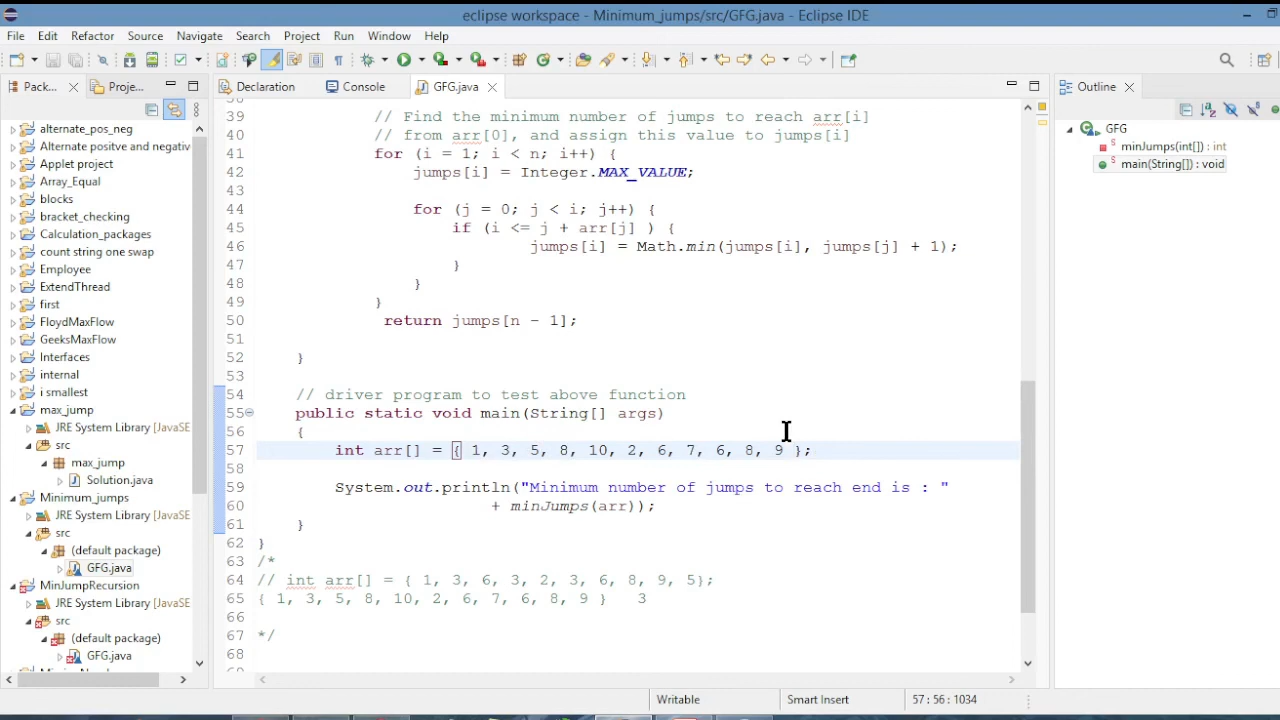 eclipse workspace - Minimum_jumps/src/GFG.java - Eclipse IDE
File Edit Refactor Source Navigate Search Project Run Window Help
Pack... Proje...
Declaration Console GFG.java
Outline
alternate_pos_neg
Alternate positve and negativ
Applet project
Array_Equal
blocks
bracket_checking
Calculation_packages
count string one swap
Employee
ExtendThread
first
FloydMaxFlow
GeeksMaxFlow
Interfaces
internal
i smallest
max_jump
JRE System Library [JavaSE
src
max_jump
Solution.java
Minimum_jumps
JRE System Library [JavaSE
src
(default package)
GFG.java
MinJumpRecursion
JRE System Library [JavaSE
src
(default package)
GFG.java
38
39 // Find the minimum number of jumps to reach arr[i]
40 // from arr[0], and assign this value to jumps[i]
41 for (i = 1; i < n; i++) {
42 jumps[i] = Integer.MAX_VALUE;
43
44 for (j = 0; j < i; j++) {
45 if (i <= j + arr[j] ) {
46 jumps[i] = Math.min(jumps[i], jumps[j] + 1);
47 }
48 }
49 }
50 return jumps[n - 1];
51
52 }
53
54 // driver program to test above function
55 public static void main(String[] args)
56 {
57 int arr[] = { 1, 3, 5, 8, 10, 2, 6, 7, 6, 8, 9 };
58
59 System.out.println("Minimum number of jumps to reach end is : "
60 + minJumps(arr));
61 }
62 }
63 /*
64 // int arr[] = { 1, 3, 6, 3, 2, 3, 6, 8, 9, 5};
65 { 1, 3, 5, 8, 10, 2, 6, 7, 6, 8, 9 } 3
66
67 */
68
GFG
minJumps(int[]) : int
main(String[]) : void
Writable Smart Insert 57 : 56 : 1034